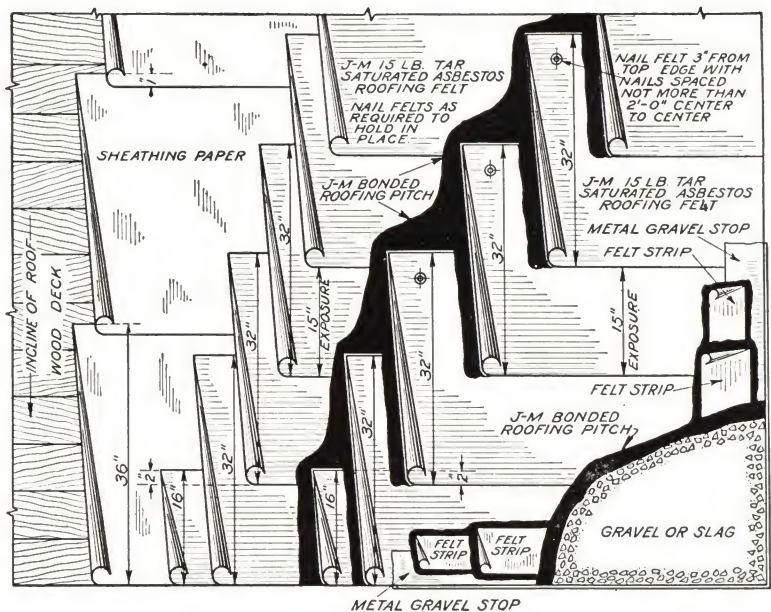 J-M 15 LB. TAR
SATURATED ASBESTOS
ROOFING FELT
NAIL FELTS AS
REQUIRED TO
HOLD IN
PLACE
NAIL FELT 3" FROM
TOP EDGE WITH
NAILS SPACED
NOT MORE THAN
2'-0" CENTER
TO CENTER
1"
SHEATHING PAPER
32"
32"
J-M BONDED
ROOFING PITCH
J-M 15 LB. TAR
SATURATED ASBESTOS
ROOFING FELT
METAL GRAVEL STOP
FELT STRIP
32"
INCLINE OF ROOF
WOOD DECK
32"
15"
EXPOSURE
32"
15"
EXPOSURE
FELT STRIP
J-M BONDED
ROOFING PITCH
36"
16"
2"
32"
16"
32"
2"
FELT
STRIP
FELT
STRIP
GRAVEL OR SLAG
METAL GRAVEL STOP